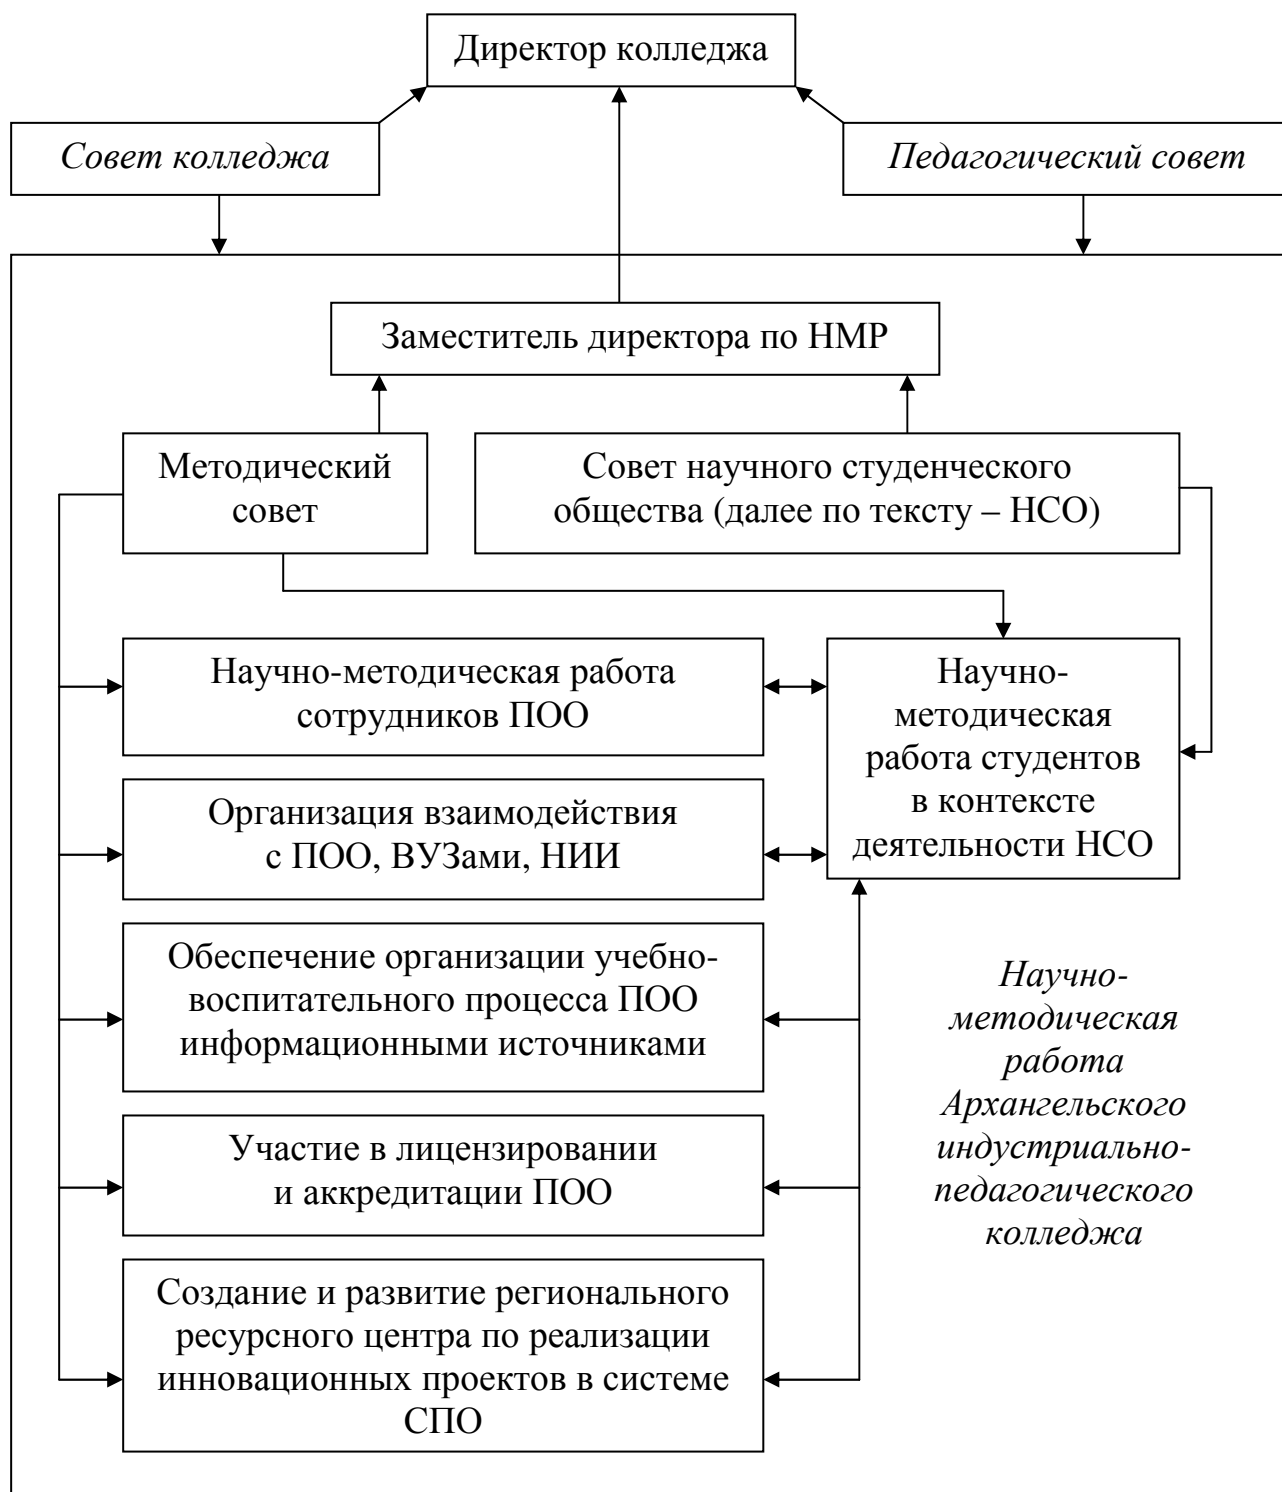 Директор колледжа
Совет колледжа
Педагогический совет
Заместитель директора по НМР
Методический
совет
Совет научного студенческого
общества (далее по тексту – НСО)
Научно-методическая работа
сотрудников ПОО
Научно-
методическая
работа студентов
в контексте
деятельности НСО
Организация взаимодействия
с ПОО, ВУЗами, НИИ
Обеспечение организации учебно-
воспитательного процесса ПОО
информационными источниками
Научно-
методическая
работа
Архангельского
индустриально-
педагогического
колледжа
Участие в лицензировании
и аккредитации ПОО
Создание и развитие регионального
ресурсного центра по реализации
инновационных проектов в системе
СПО